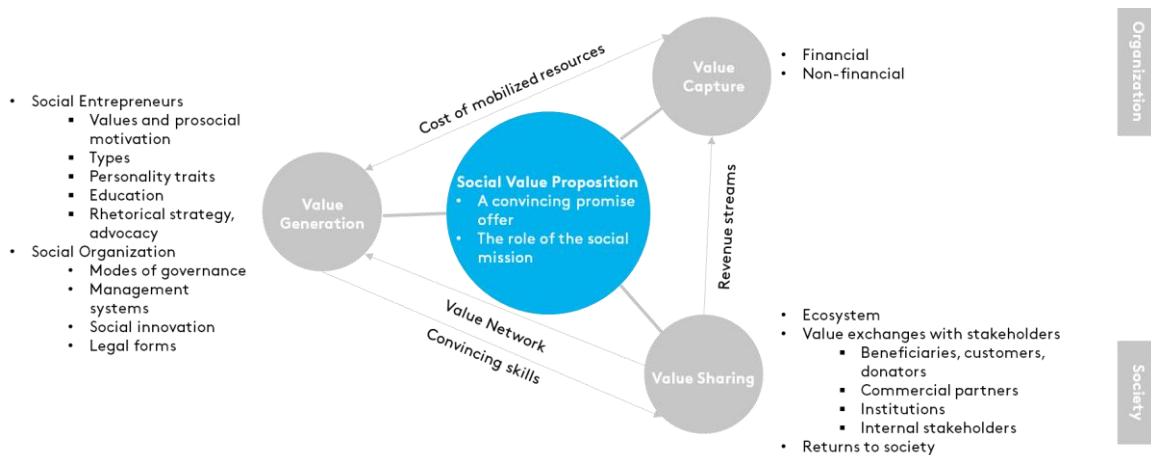 • Social Entrepreneurs
▪ Values and prosocial
motivation
▪ Types
▪ Personality traits
▪ Education
▪ Rhetorical strategy,
advocacy
• Social Organization
• Modes of governance
• Management
systems
• Social innovation
• Legal forms
Value
Generation
Cost of mobilized resources
Social Value Proposition
• A convincing promise
offer
• The role of the social
mission
Value Network
Convincing skills
Value
Capture
• Financial
• Non-financial
Revenue streams
Value Sharing
• Ecosystem
• Value exchanges with stakeholders
▪ Beneficiaries, customers,
donators
▪ Commercial partners
▪ Institutions
▪ Internal stakeholders
• Returns to society
Organization
Society